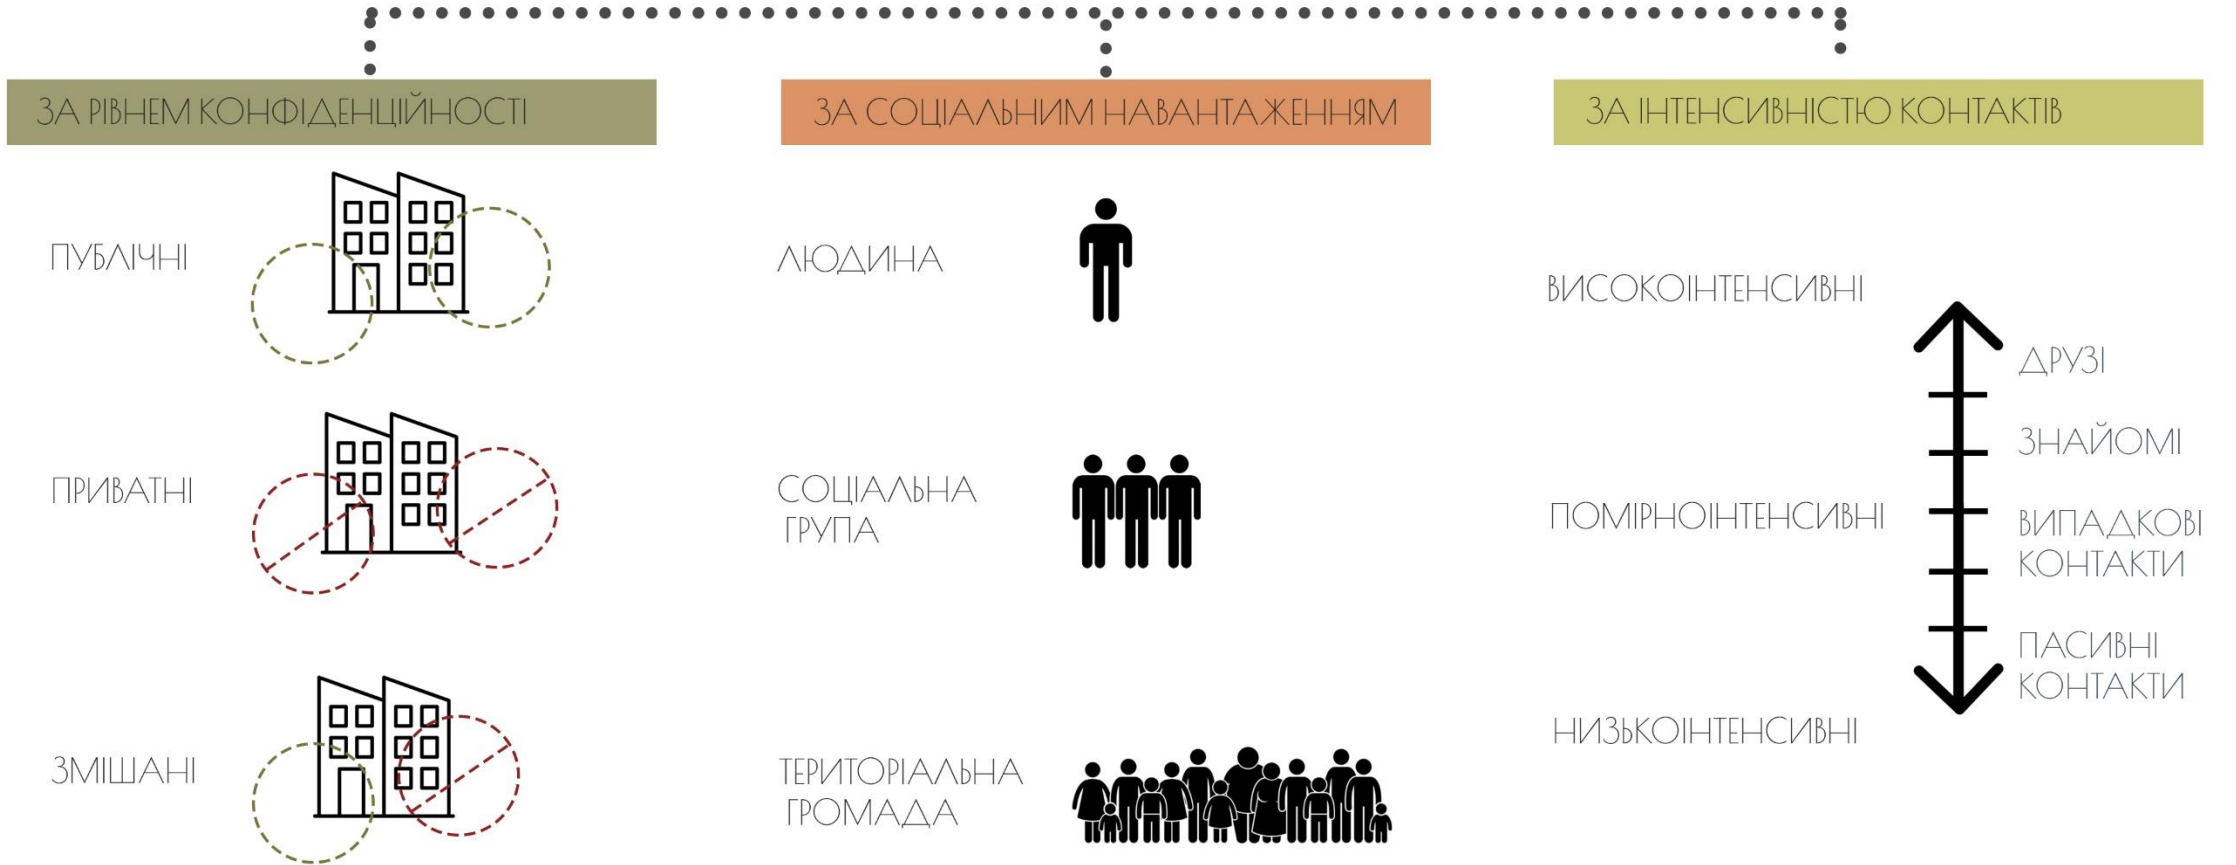 ЗА РІВНЕМ КОНФІДЕНЦІЙНОСТІ
ПУБЛІЧНІ
ПРИВАТНІ
ЗМІШАНІ
ЗА СОЦІАЛЬНИМ НАВАНТАЖЕННЯМ
ЛЮДИНА
СОЦІАЛЬНА
ГРУПА
ТЕРИТОРІАЛЬНА
ГРОМАДА
ЗА ІНТЕНСИВНІСТЮ КОНТАКТІВ
ВИСОКОІНТЕНСИВНІ
ПОМІРНОІНТЕНСИВНІ
НИЗЬКОІНТЕНСИВНІ
ДРУЗІ
ЗНАЙОМІ
ВИПАДКОВІ
КОНТАКТИ
ПАСИВНІ
КОНТАКТИ